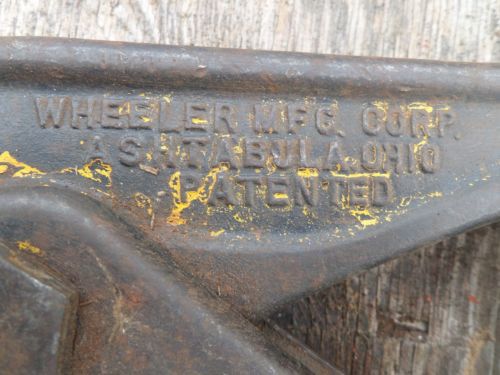 WHEELER MFG. CORP.
ASHTABULA, OHIO
PATENTED